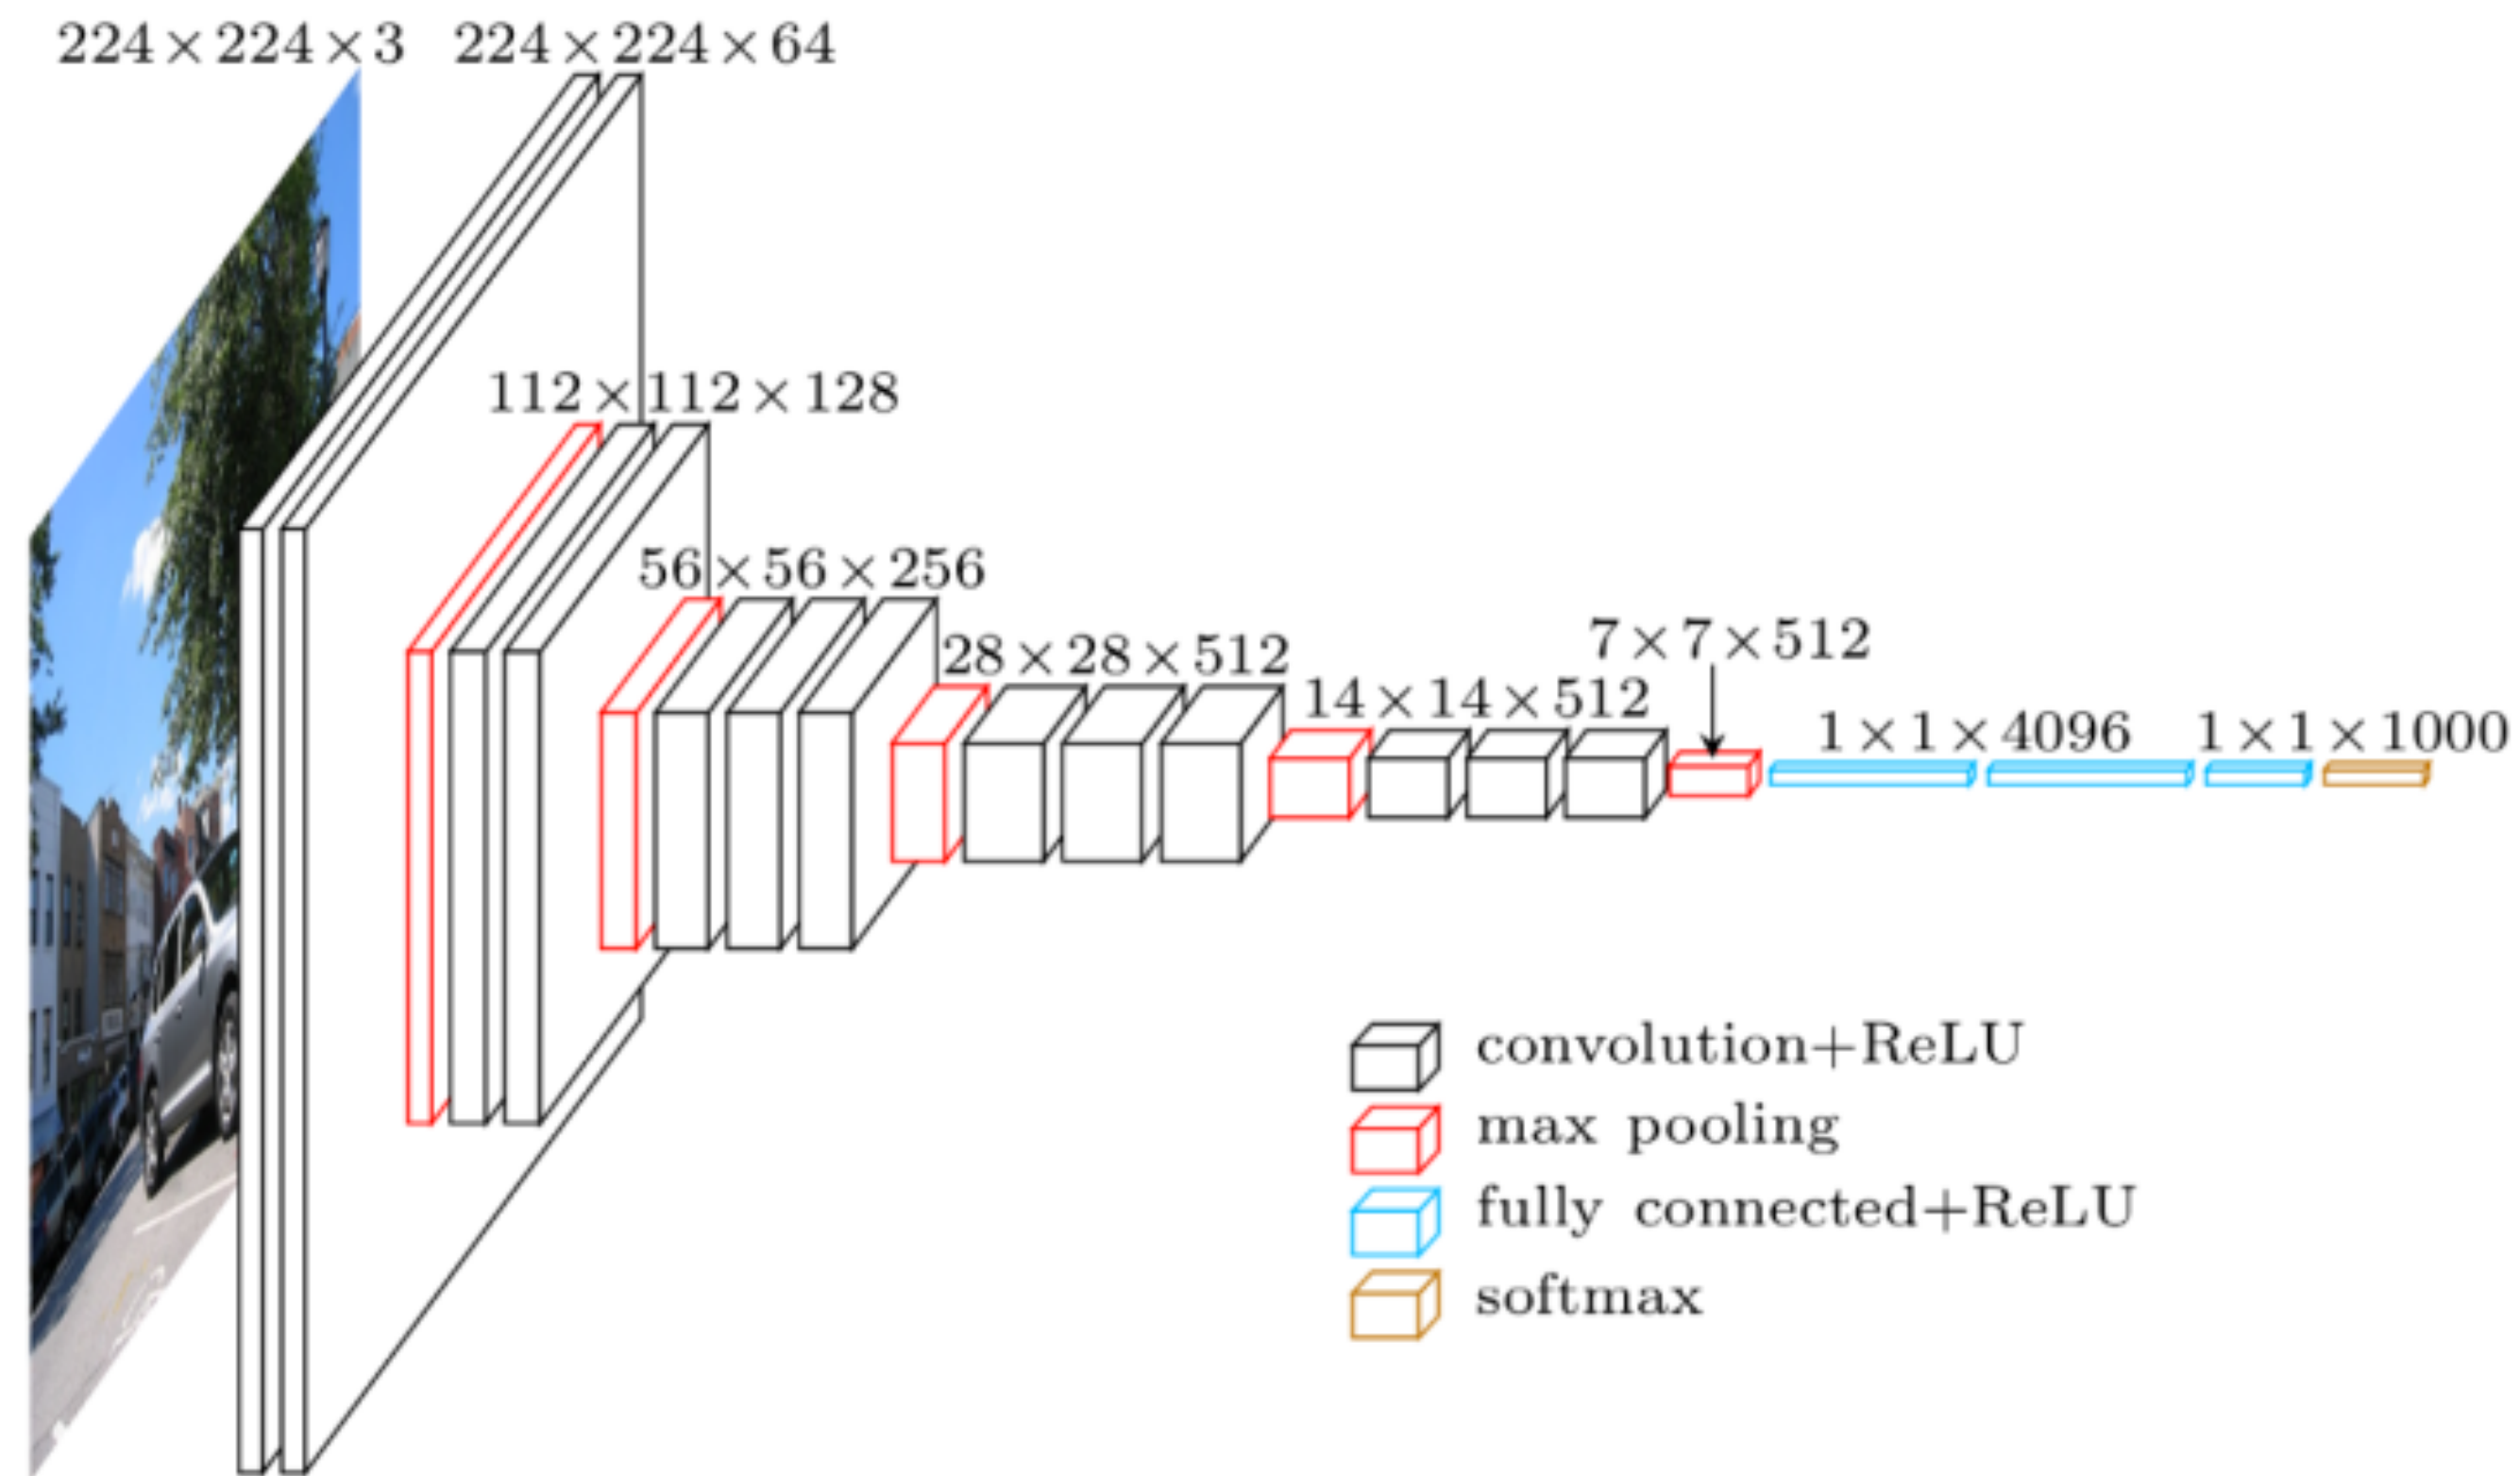 224×224×3
224×224×64
112×112×128
56×56×256
28×28×512
14×14×512
7×7×512
1×1×4096
1×1×1000
convolution+ReLU
max pooling
fully connected+ReLU
softmax